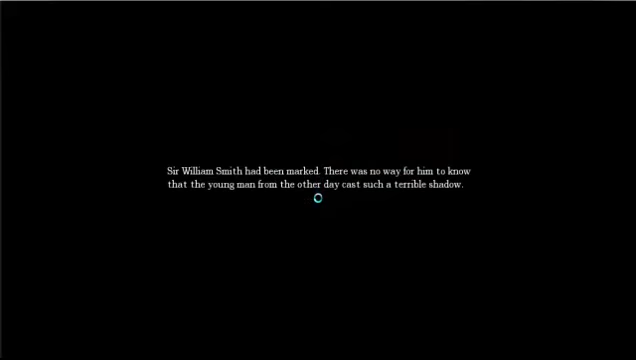 Sir William Smith had been marked. There was no way for him to know
that the young man from the other day cast such a terrible shadow.